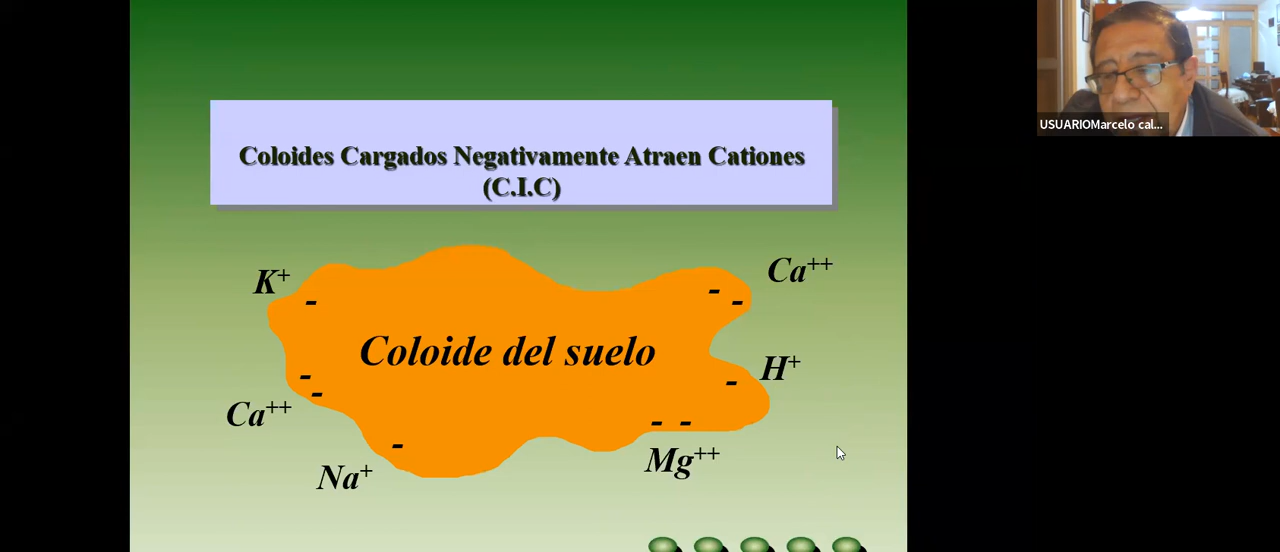 USUARIOMarcelo cal...
Coloides Cargados Negativamente Atraen Cationes
(C.I.C)
K+
-
Ca++
- -
Coloide del suelo
H+
-
- -
Ca++
- -
Mg++
-
Na+